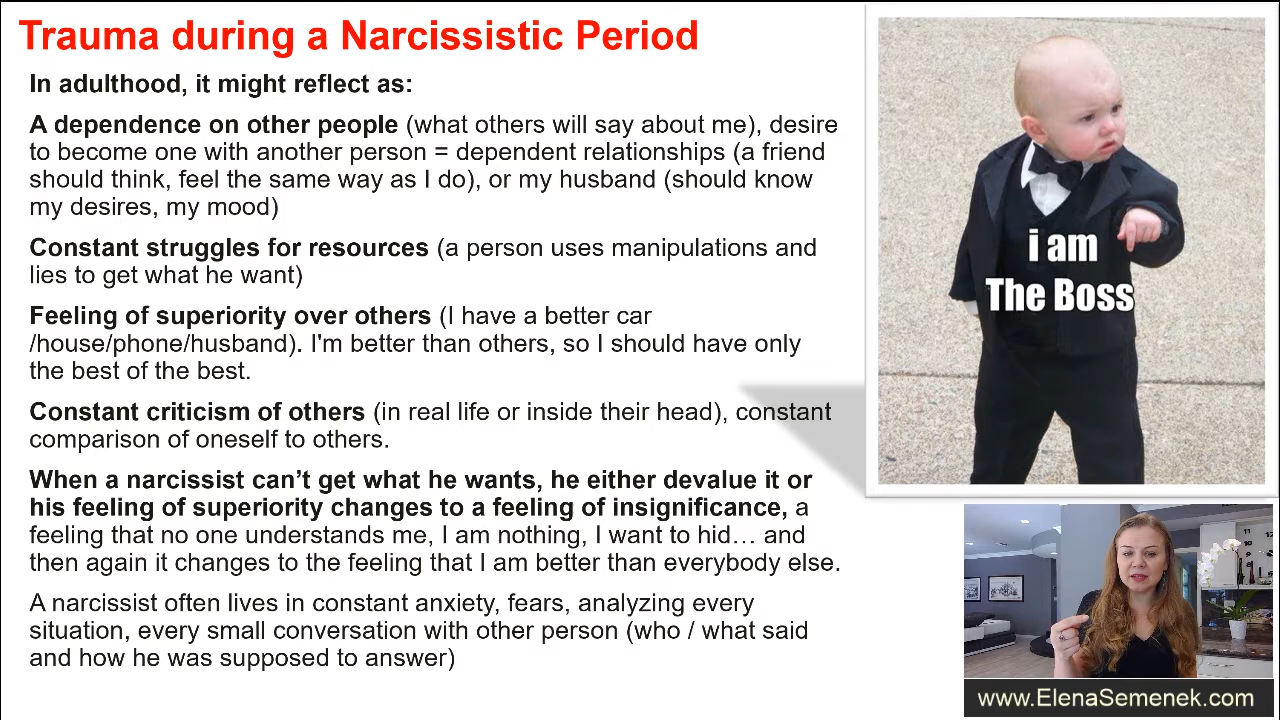 Trauma during a Narcissistic Period
In adulthood, it might reflect as:
A dependence on other people (what others will say about me), desire
to become one with another person = dependent relationships (a friend
should think, feel the same way as I do), or my husband (should know
my desires, my mood)
Constant struggles for resources (a person uses manipulations and
lies to get what he want)
Feeling of superiority over others (I have a better car
/house/phone/husband). I'm better than others, so I should have only
the best of the best.
Constant criticism of others (in real life or inside their head), constant
comparison of oneself to others.
When a narcissist can’t get what he wants, he either devalue it or
his feeling of superiority changes to a feeling of insignificance, a
feeling that no one understands me, I am nothing, I want to hid… and
then again it changes to the feeling that I am better than everybody else.
A narcissist often lives in constant anxiety, fears, analyzing every
situation, every small conversation with other person (who / what said
and how he was supposed to answer)
i am
The Boss
www.ElenaSemenek.com